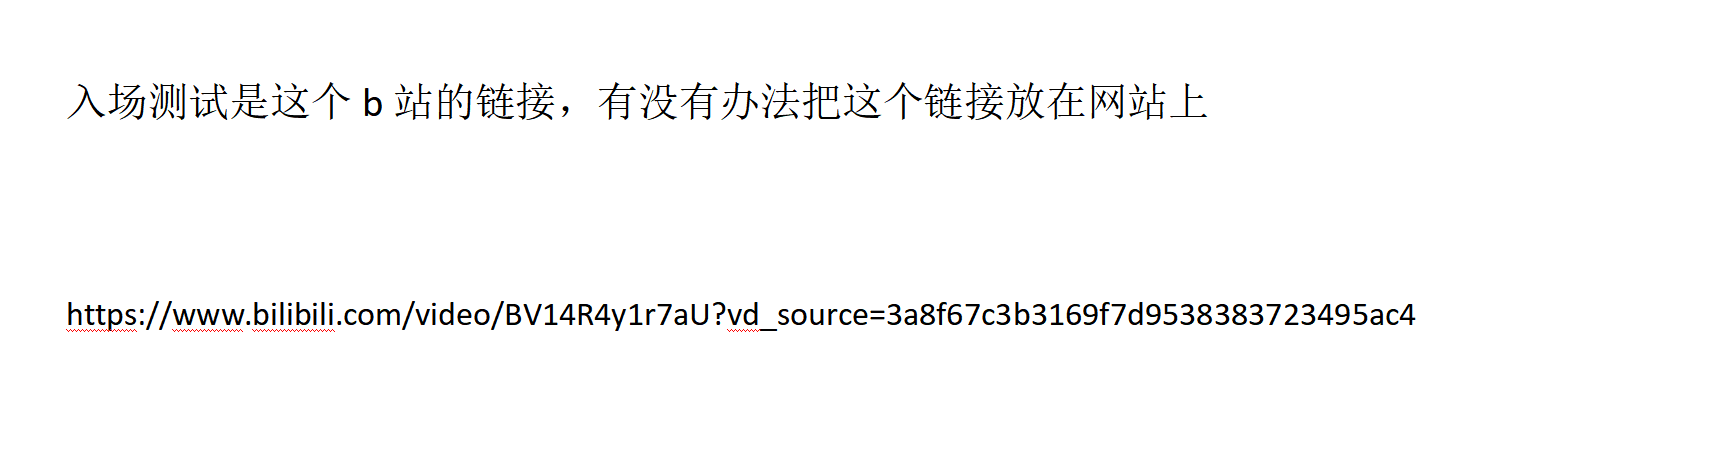 入场测试是这个 b 站的链接，有没有办法把这个链接放在网站上
https://www.bilibili.com/video/BV14R4y1r7aU?vd_source=3a8f67c3b3169f7d9538383723495ac4